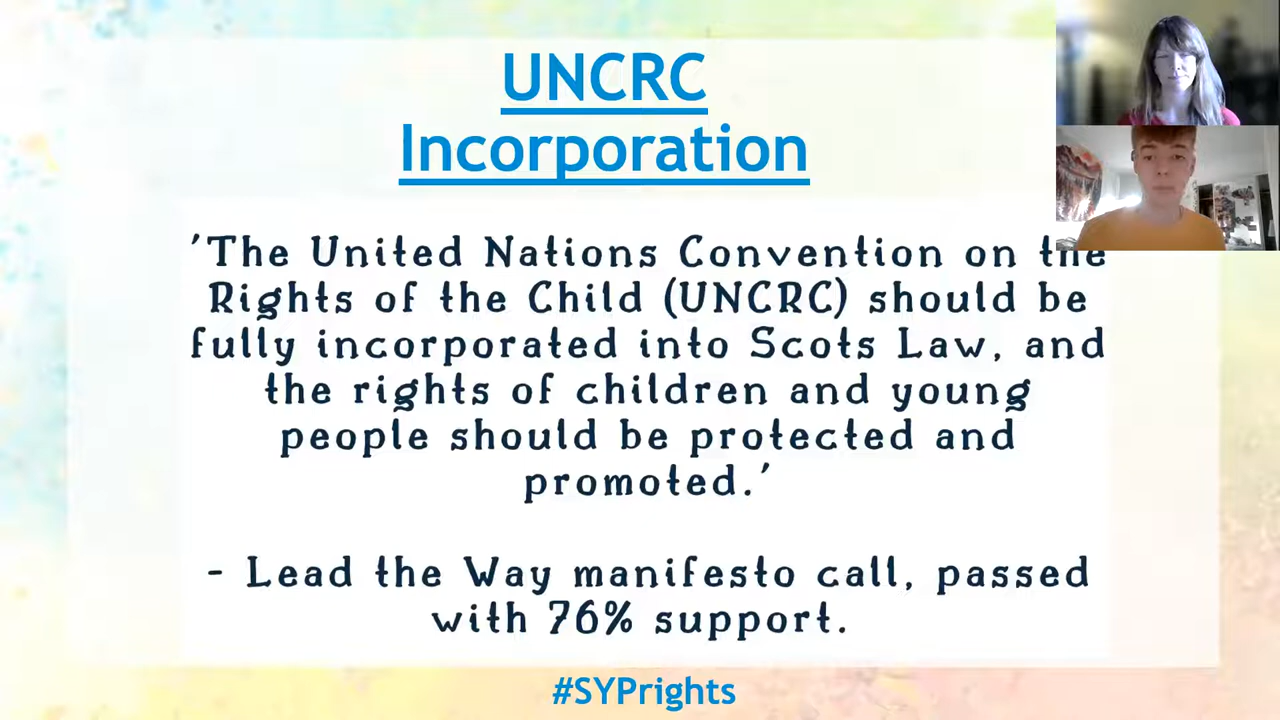 UNCRC
Incorporation
'The United Nations Convention on the
Rights of the Child (UNCRC) should be
fully incorporated into Scots Law, and
the rights of children and young
people should be protected and
promoted.'
- Lead the Way manifesto call, passed
with 76% support.
#SYPrights